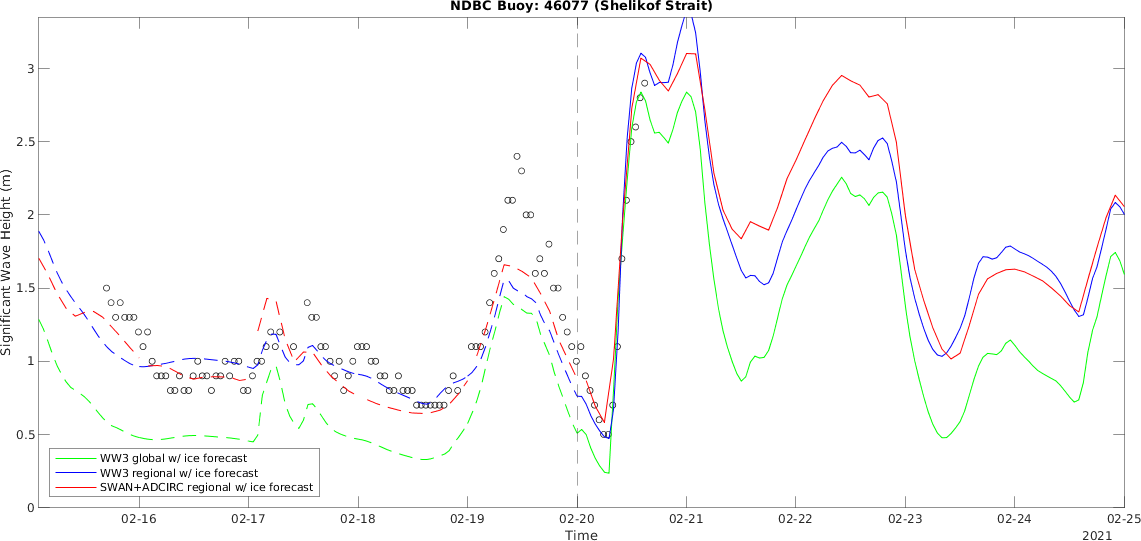 NDBC Buoy: 46077 (Shelikof Strait)
Significant Wave Height (m)
3
2.5
2
1.5
1
0.5
0
WW3 global w/ ice forecast
WW3 regional w/ ice forecast
SWAN+ADCIRC regional w/ ice forecast
02-16 02-17 02-18 02-19 02-20 02-21 02-22 02-23 02-24 02-25
Time
2021